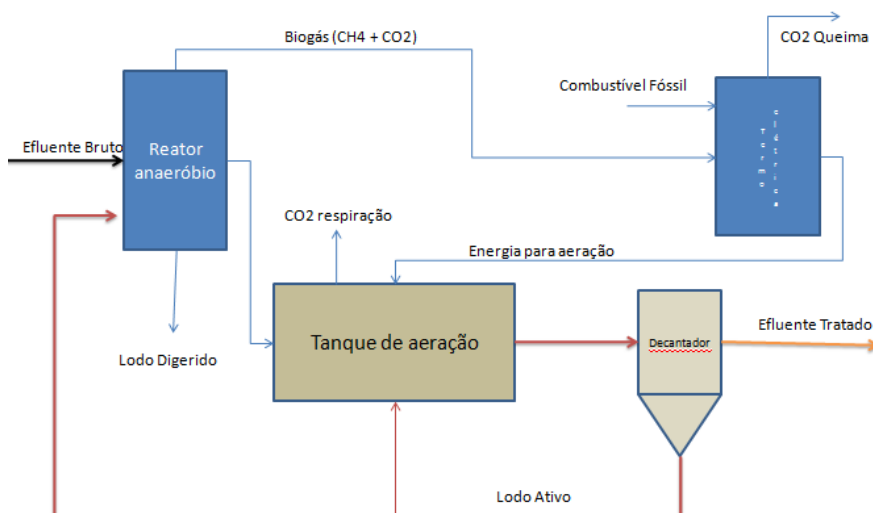 Biogás (CH4 + CO2)
CO2 Queima
Combustível Fóssil
Efluente Bruto
Reator
anaeróbio
Termo
elétrica
CO2 respiração
Energia para aeração
Lodo Digerido
Tanque de aeração
Decantador
Efluente Tratado
Lodo Ativo